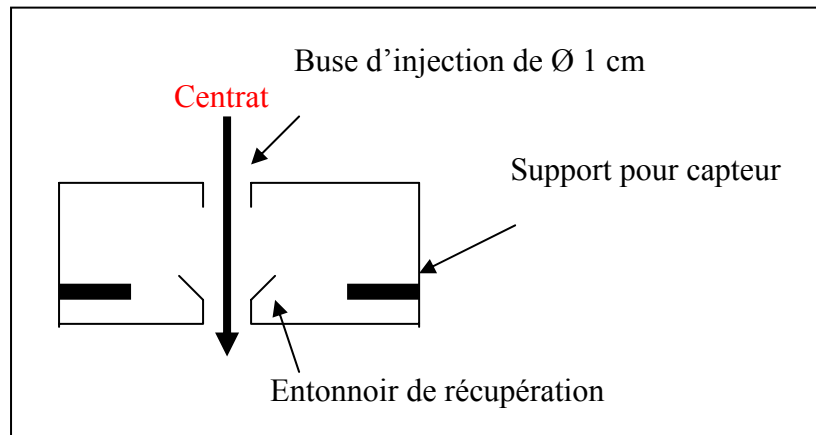 Buse d'injection de Ø 1 cm
Centrat
Support pour capteur
Entonnoir de récupération